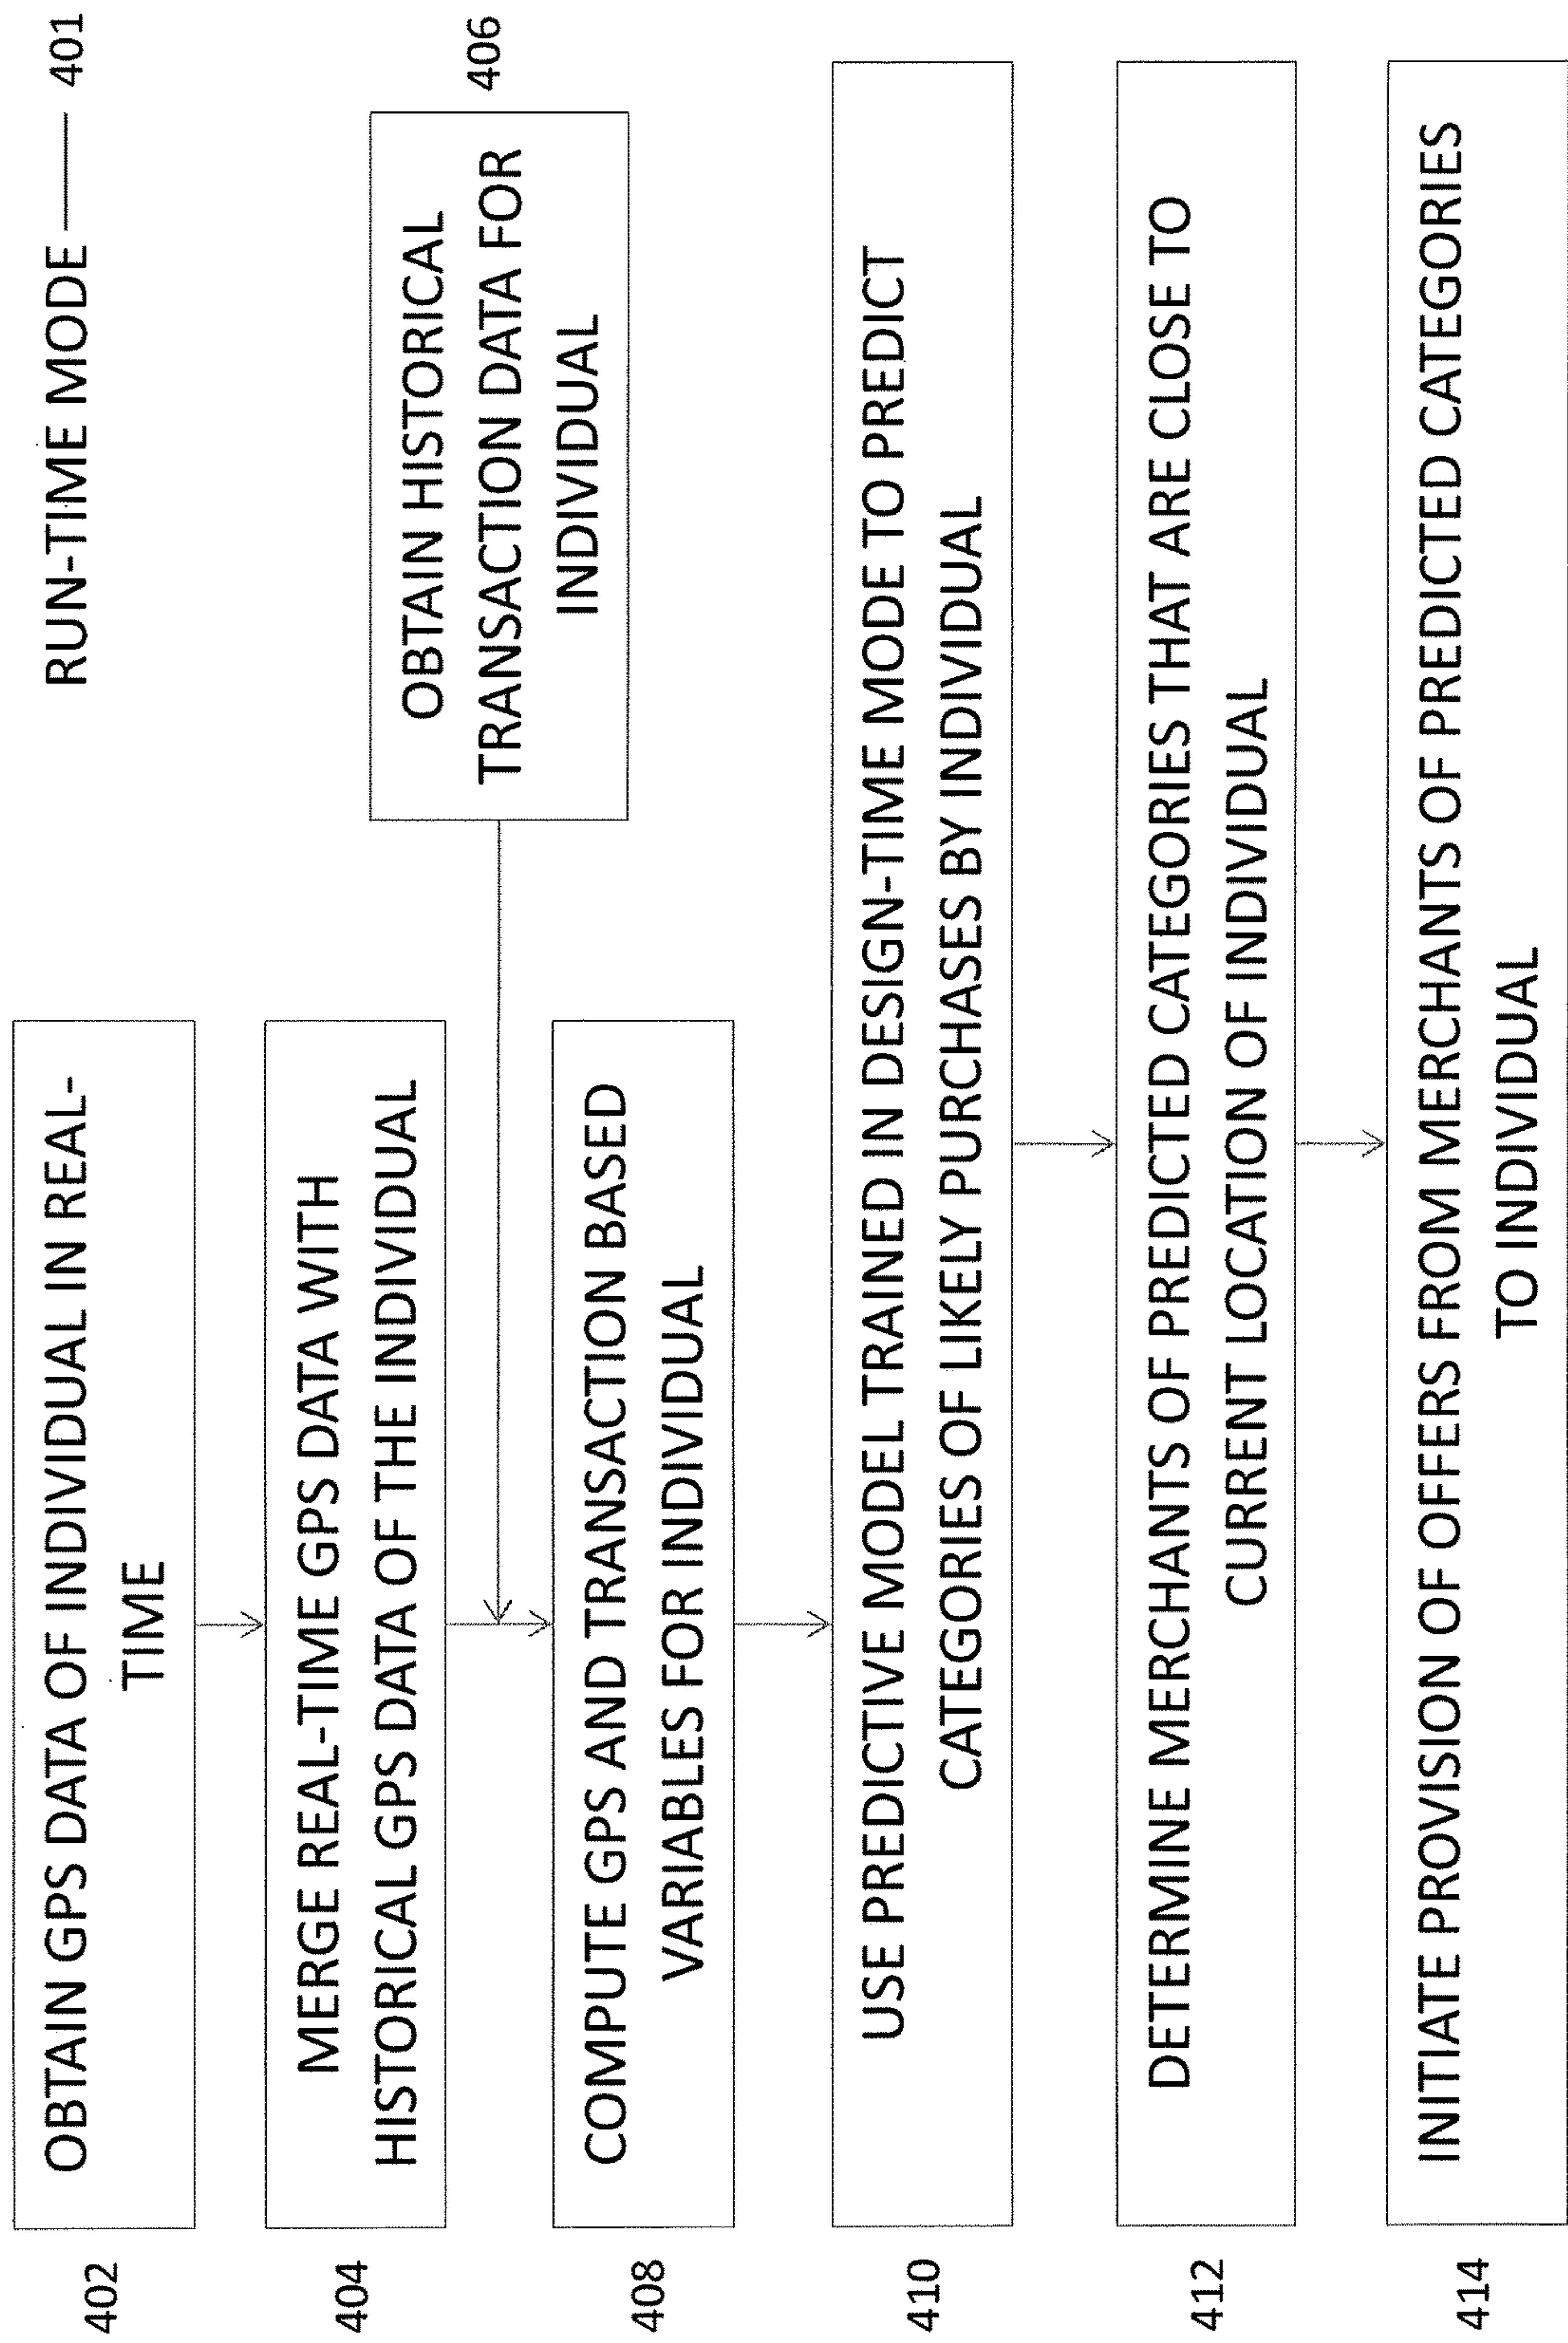 RUN-TIME MODE 401
402
OBTAIN GPS DATA OF INDIVIDUAL IN REAL-
TIME
404
MERGE REAL-TIME GPS DATA WITH
HISTORICAL GPS DATA OF THE INDIVIDUAL
406
OBTAIN HISTORICAL
TRANSACTION DATA FOR
INDIVIDUAL
408
COMPUTE GPS AND TRANSACTION BASED
VARIABLES FOR INDIVIDUAL
410
USE PREDICTIVE MODEL TRAINED IN DESIGN-TIME MODE TO PREDICT
CATEGORIES OF LIKELY PURCHASES BY INDIVIDUAL
412
DETERMINE MERCHANTS OF PREDICTED CATEGORIES THAT ARE CLOSE TO
CURRENT LOCATION OF INDIVIDUAL
414
INITIATE PROVISION OF OFFERS FROM MERCHANTS OF PREDICTED CATEGORIES
TO INDIVIDUAL